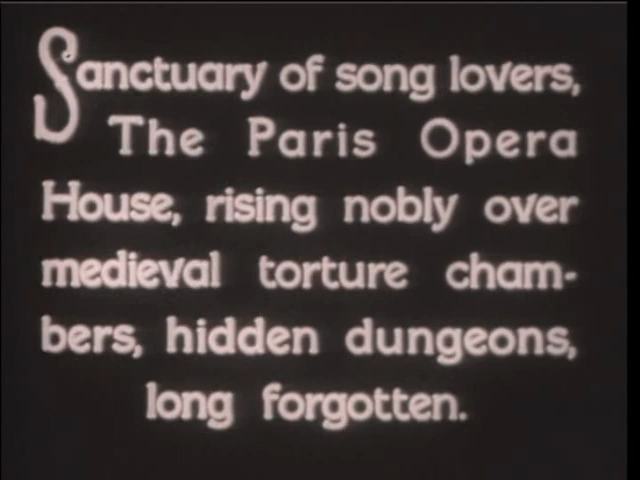 Sanctuary of song lovers,
The Paris Opera
House, rising nobly over
medieval torture cham-
bers, hidden dungeons,
long forgotten.